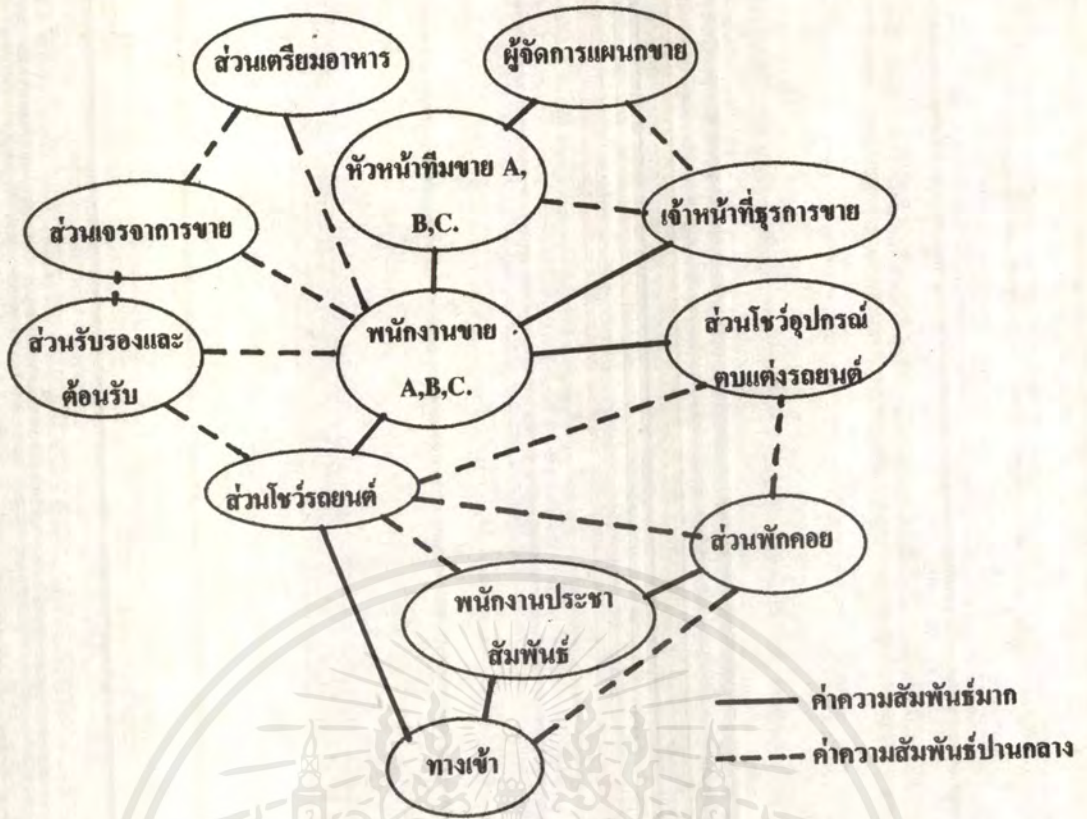 ส่วนเตรียมอาหาร
ผู้จัดการแผนกขาย
หัวหน้าทีมขาย A,
B,C.
เจ้าหน้าที่ธุรการขาย
ส่วนเจรจาการขาย
ส่วนรับรองและ
ต้อนรับ
พนักงานขาย
A,B,C.
ส่วนโชว์อุปกรณ์
ตบแต่งรถยนต์
ส่วนโชว์รถยนต์
ส่วนพักคอย
พนักงานประชา
สัมพันธ์
ทางเข้า
ค่าความสัมพันธ์มาก
ค่าความสัมพันธ์ปานกลาง